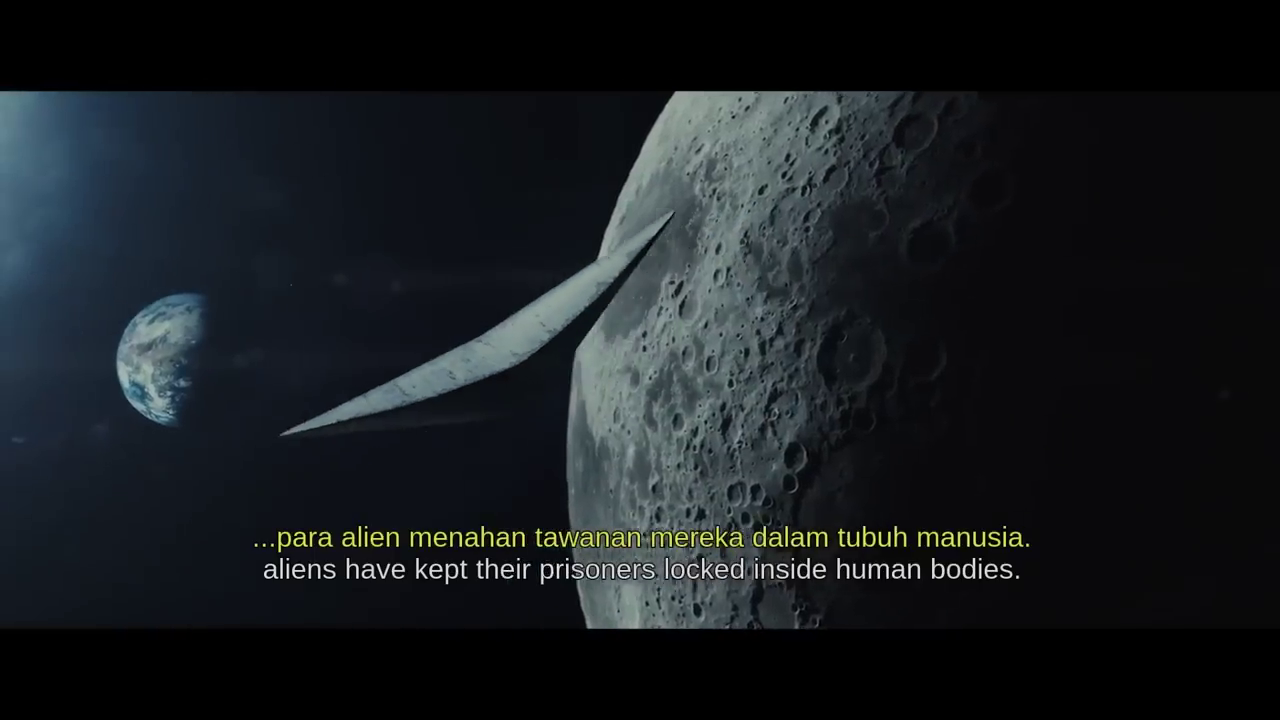 ...para alien menahan tawanan mereka dalam tubuh manusia.
aliens have kept their prisoners locked inside human bodies.